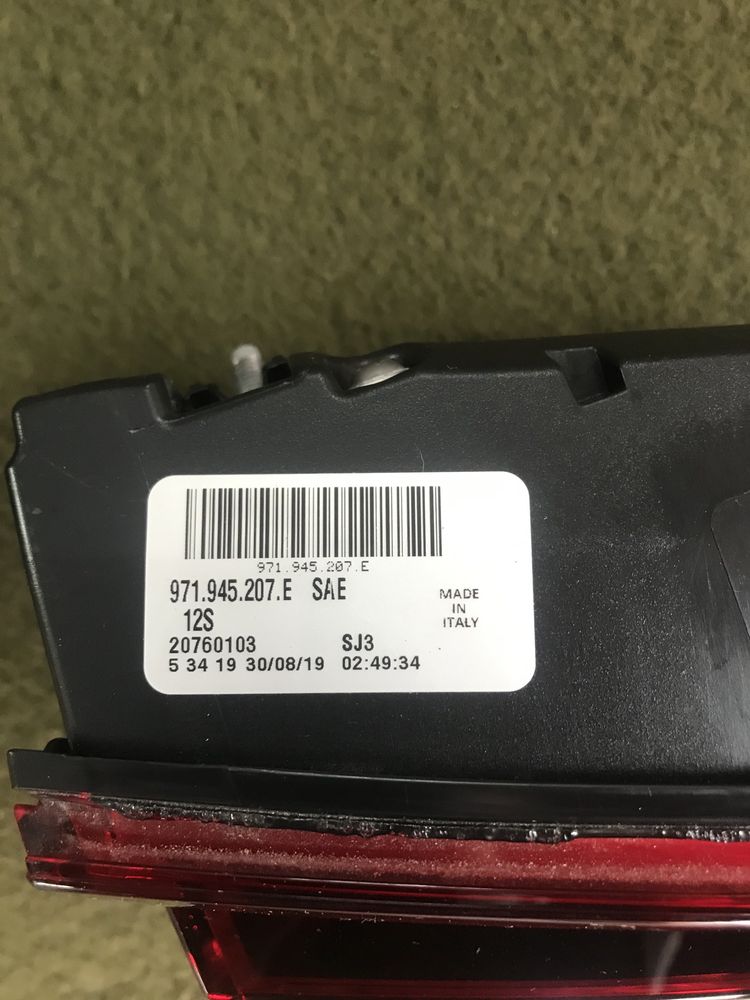 971.945.207.E
971.945.207.E SAE
12S
MADE
IN
ITALY
20760103 SJ3
5 34 19 30/08/19 02:49:34